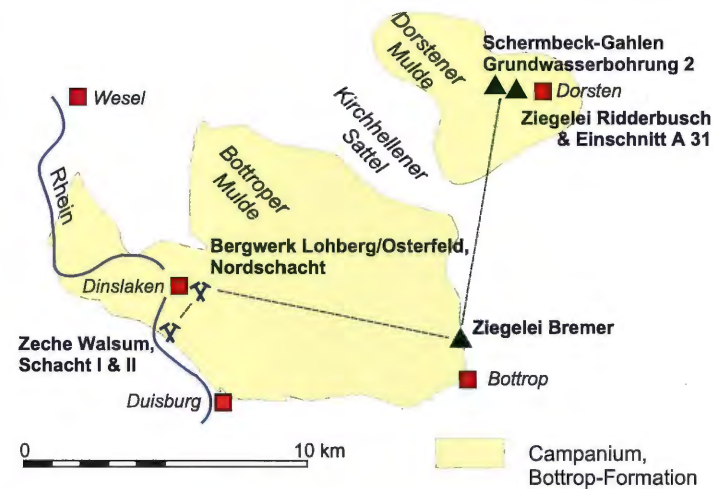 Dorstener
Mulde
Schermbeck-Gahlen
Grundwasserbohrung 2
Wesel
Dorsten
Kirchhellener
Sattel
Ziegelei Ridderbusch
& Einschnitt A 31
Rhein
Bottroper
Mulde
Bergwerk Lohberg/Osterfeld,
Nordschacht
Dinslaken
Zeche Walsum,
Schacht I & II
Ziegelei Bremer
Duisburg
Bottrop
0 10 km
Campanium,
Bottrop-Formation